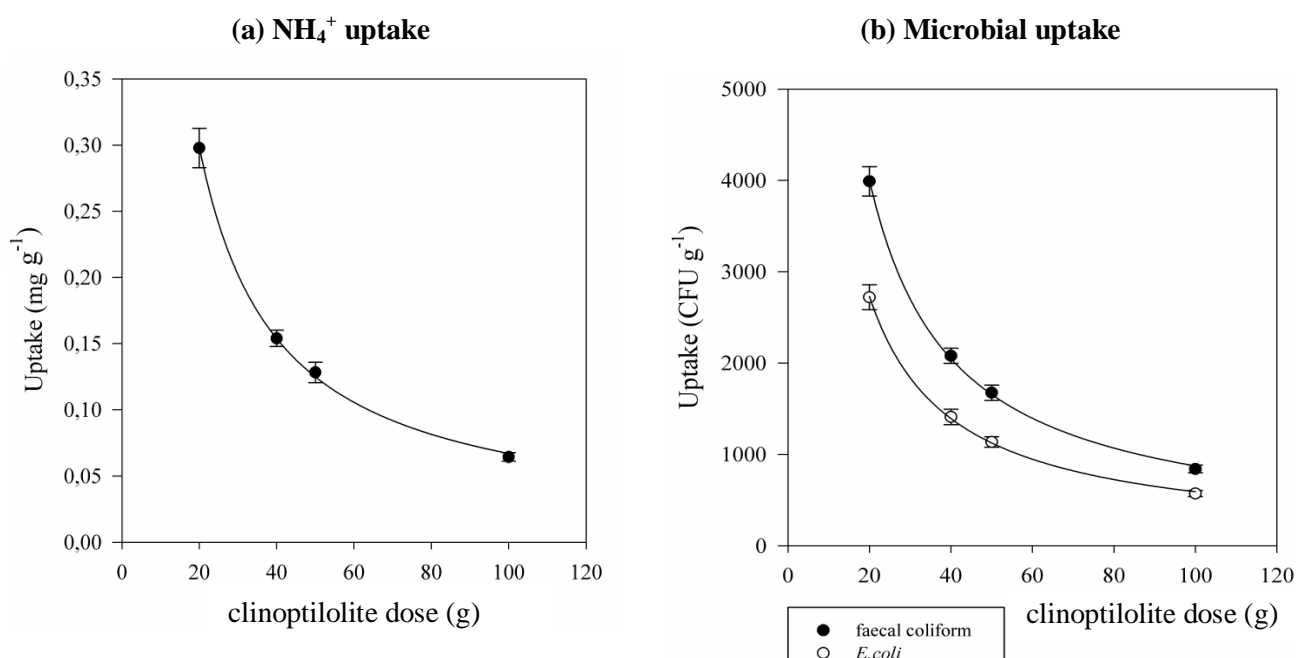 (a) NH₄⁺ uptake
0,35
0,30
0,25
0,20
0,15
0,10
0,05
0,00
Uptake (mg g⁻¹)
0 20 40 60 80 100 120
clinoptilolite dose (g)
(b) Microbial uptake
5000
4000
3000
2000
1000
0
Uptake (CFU g⁻¹)
0 20 40 60 80 100 120
clinoptilolite dose (g)
faecal coliform
E.coli